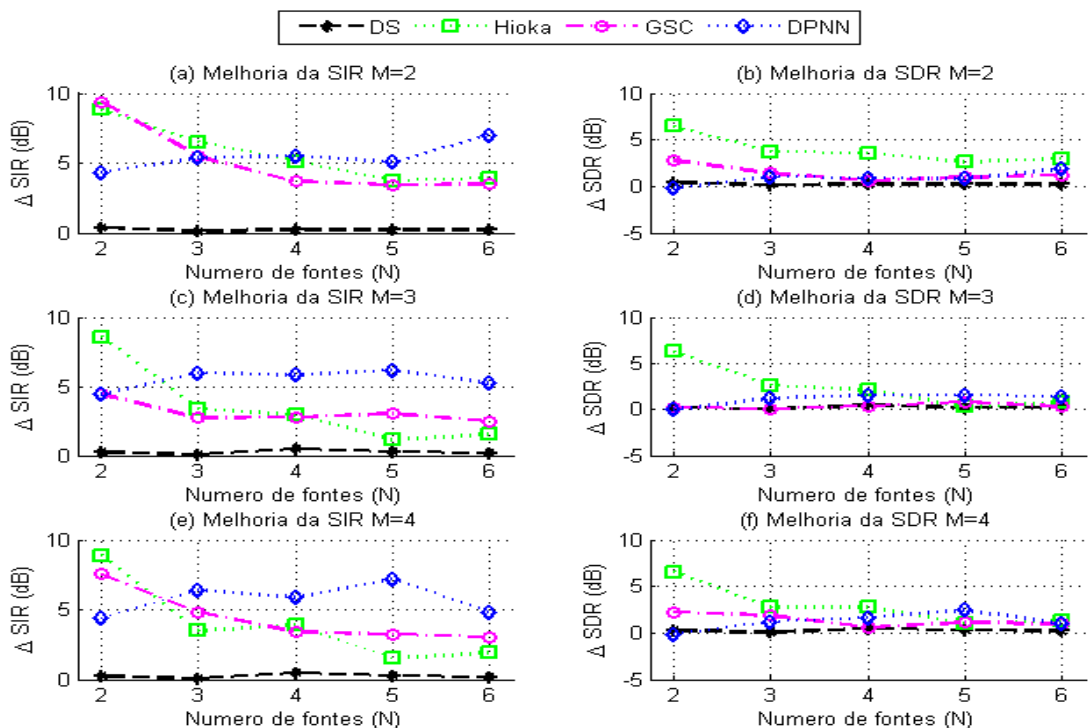 DS Hioka GSC DPNN
(a) Melhoria da SIR M=2
10
5
0
Δ SIR (dB)
2 3 4 5 6
Numero de fontes (N)
(b) Melhoria da SDR M=2
10
5
0
-5
Δ SDR (dB)
2 3 4 5 6
Numero de fontes (N)
(c) Melhoria da SIR M=3
10
5
0
Δ SIR (dB)
2 3 4 5 6
Numero de fontes (N)
(d) Melhoria da SDR M=3
10
5
0
-5
Δ SDR (dB)
2 3 4 5 6
Numero de fontes (N)
(e) Melhoria da SIR M=4
10
5
0
Δ SIR (dB)
2 3 4 5 6
Numero de fontes (N)
(f) Melhoria da SDR M=4
10
5
0
-5
Δ SDR (dB)
2 3 4 5 6
Numero de fontes (N)